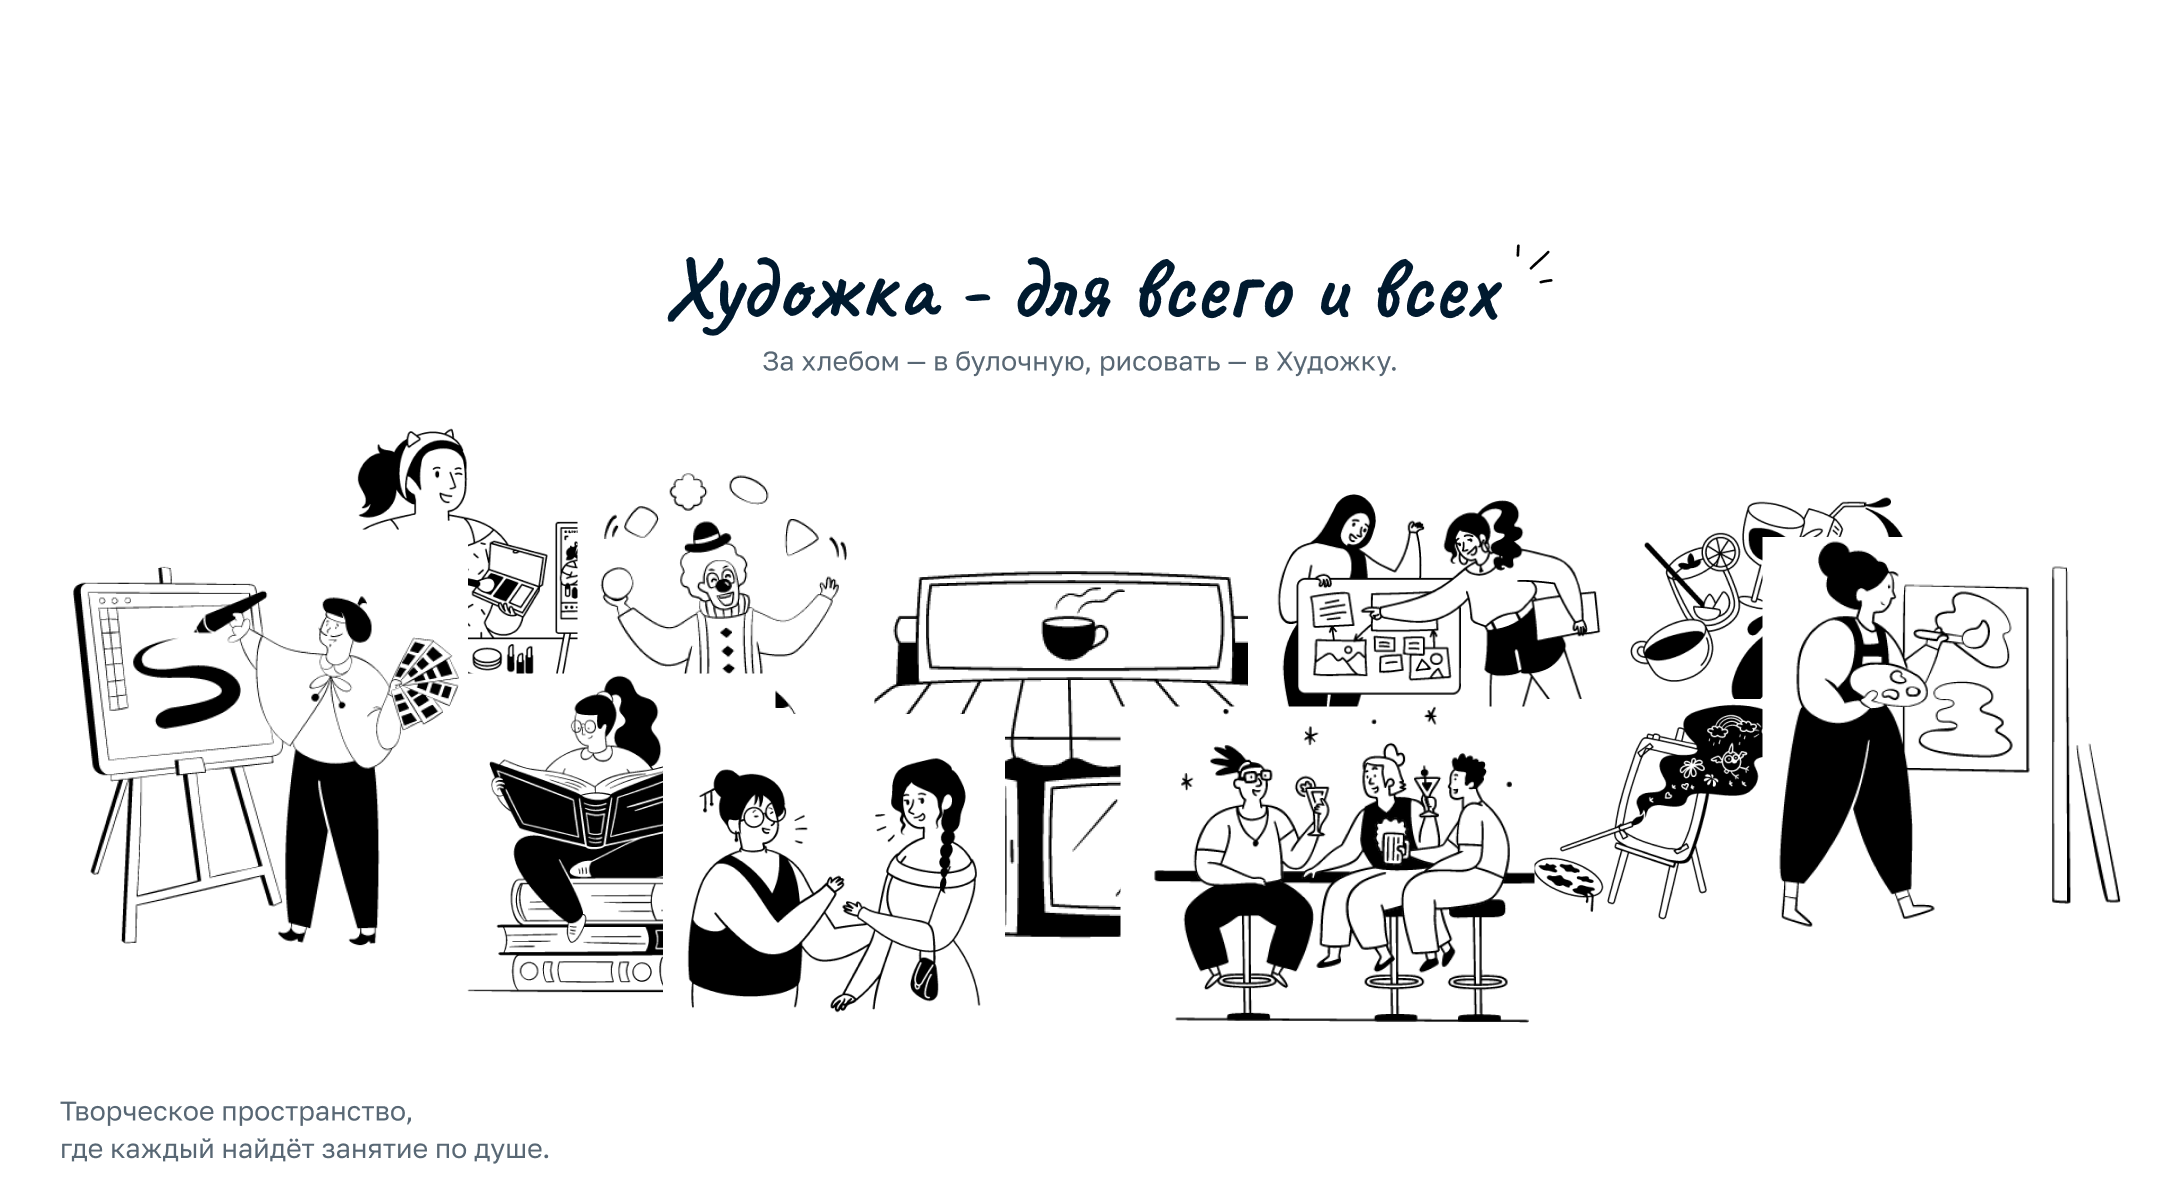 Художка - для всего и всех
За хлебом — в булочную, рисовать — в Художку.
Творческое пространство,
где каждый найдёт занятие по душе.